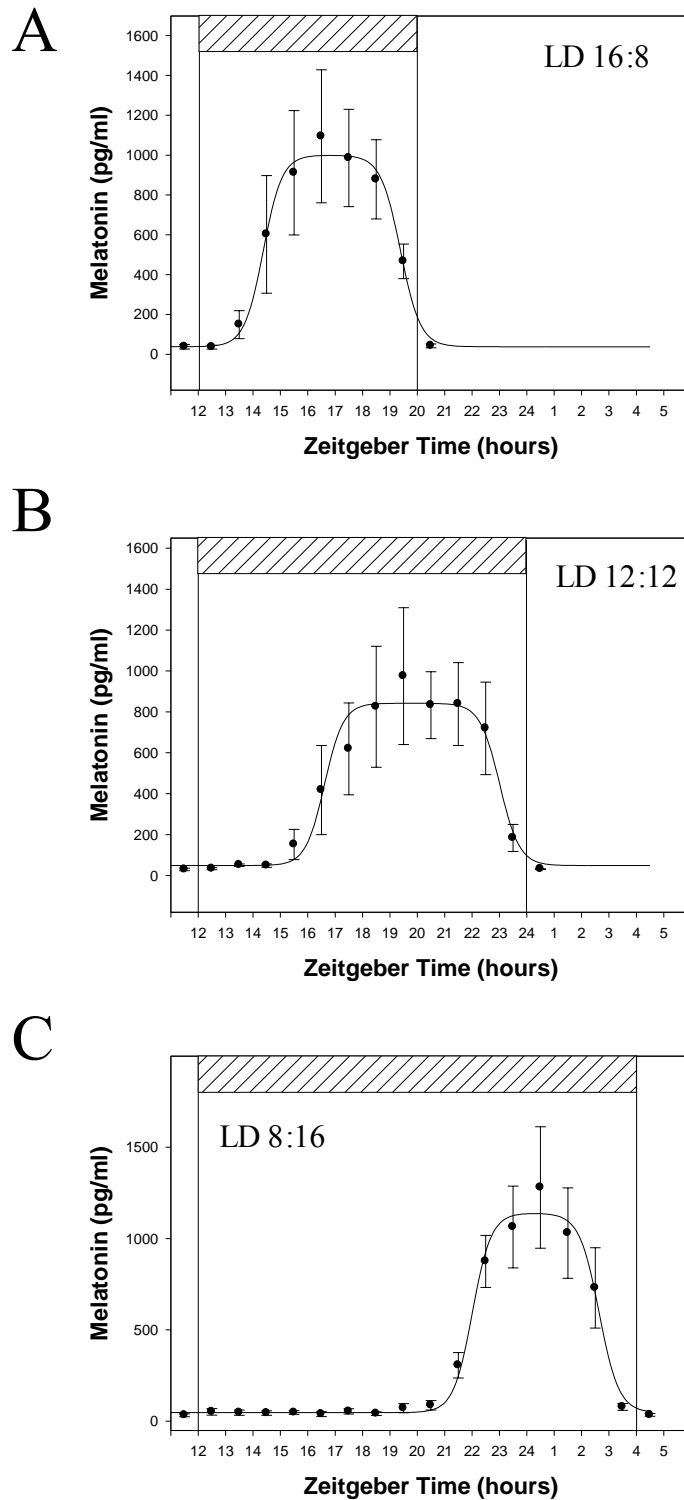 A
LD 16:8
Melatonin (pg/ml)
1600
1400
1200
1000
800
600
400
200
0
12 13 14 15 16 17 18 19 20 21 22 23 24 1 2 3 4 5
Zeitgeber Time (hours)
B
LD 12:12
Melatonin (pg/ml)
1600
1400
1200
1000
800
600
400
200
0
12 13 14 15 16 17 18 19 20 21 22 23 24 1 2 3 4 5
Zeitgeber Time (hours)
C
LD 8:16
Melatonin (pg/ml)
1500
1000
500
0
12 13 14 15 16 17 18 19 20 21 22 23 24 1 2 3 4 5
Zeitgeber Time (hours)